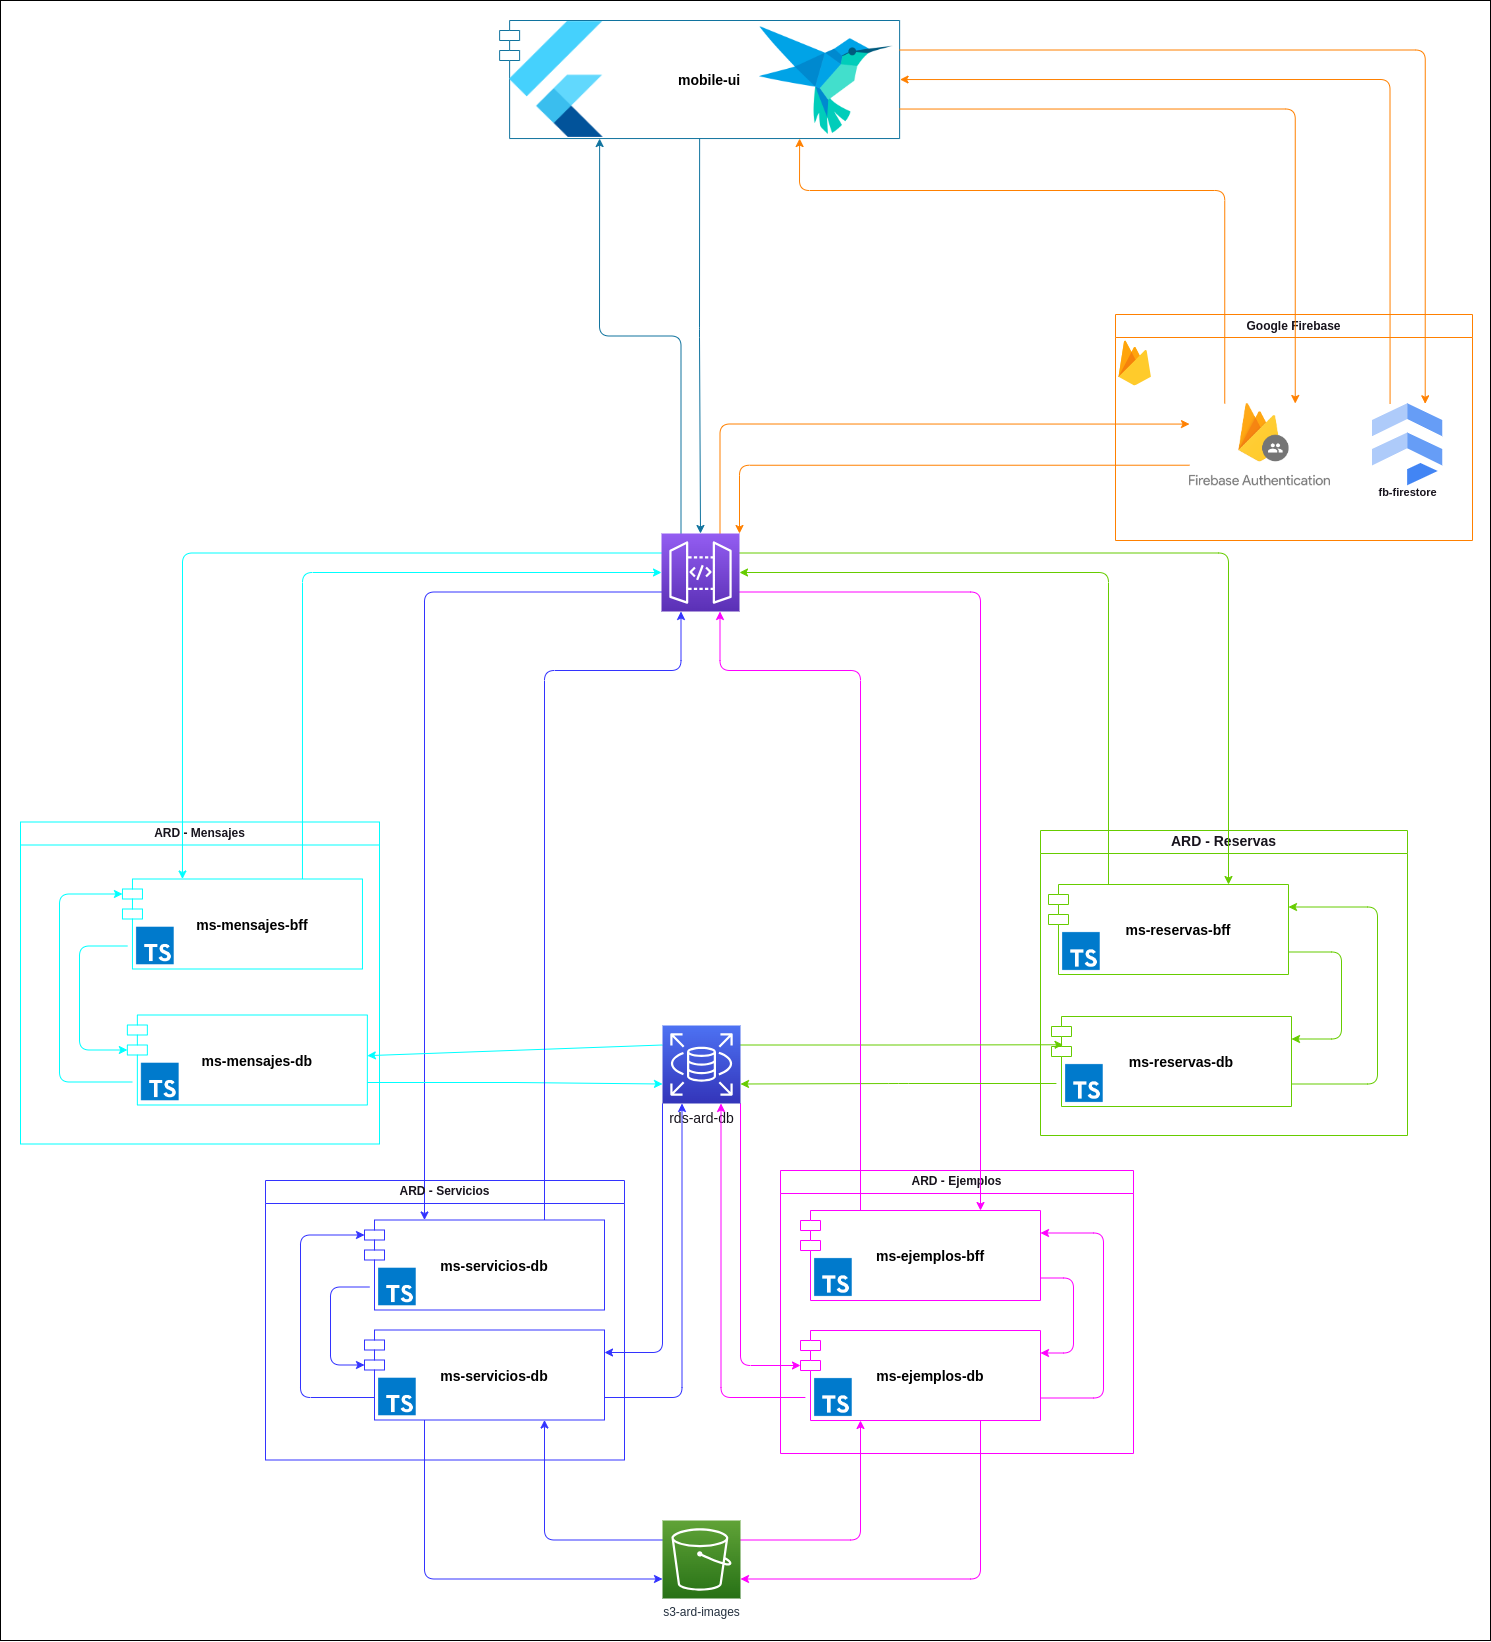 mobile-ui
Google Firebase
Firebase Authentication
fb-firestore
ARD - Mensajes
ms-mensajes-bff
TS
ms-mensajes-db
TS
ARD - Reservas
ms-reservas-bff
TS
ms-reservas-db
TS
rds-ard-db
ARD - Servicios
ms-servicios-db
TS
ms-servicios-db
TS
ARD - Ejemplos
ms-ejemplos-bff
TS
ms-ejemplos-db
TS
s3-ard-images